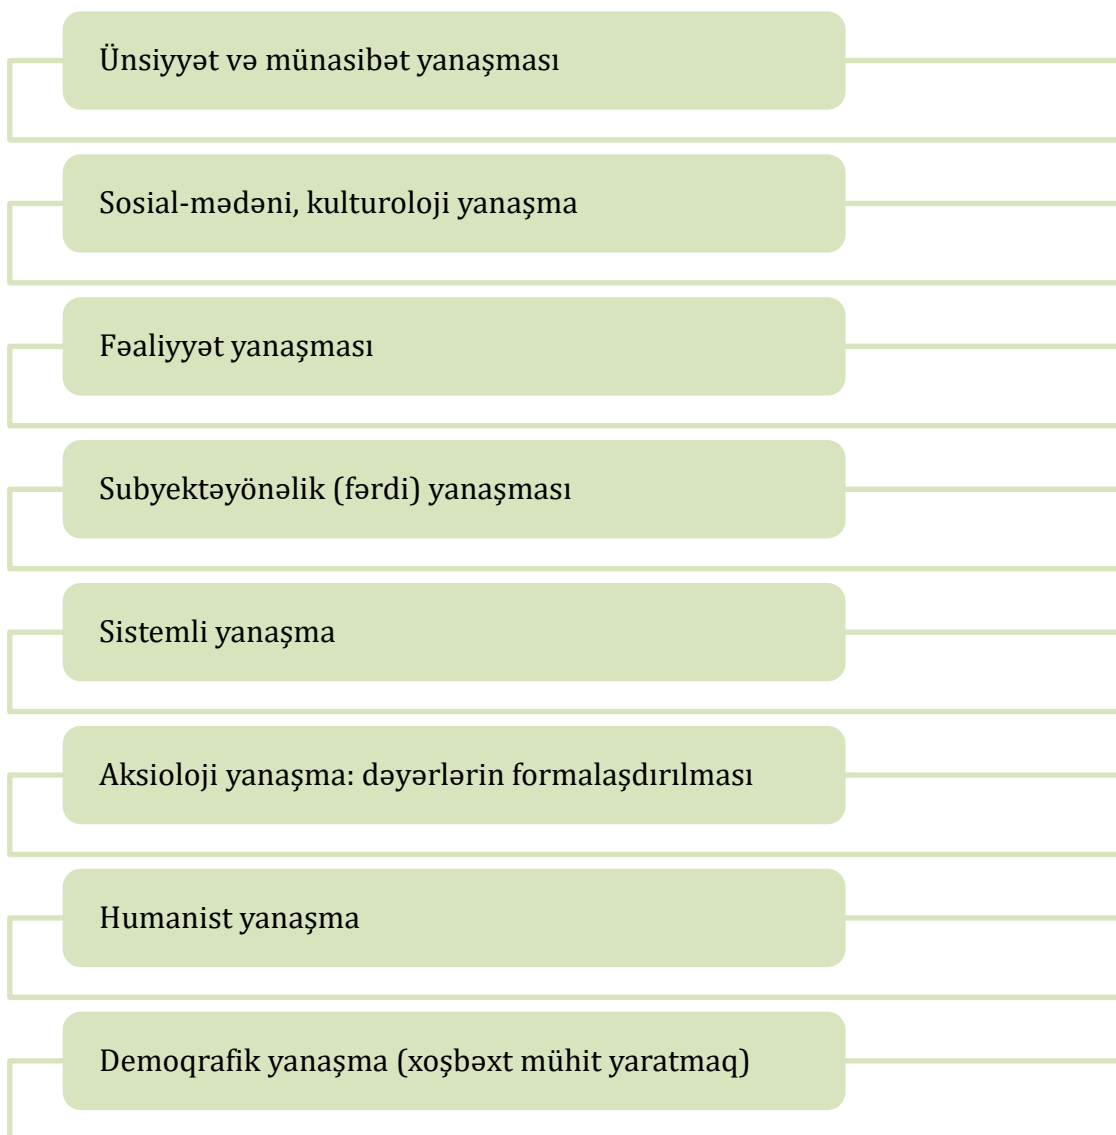 Ünsiyyət və münasibət yanaşması
Sosial-mədəni, kulturoloji yanaşma
Fəaliyyət yanaşması
Subyektəyönəlik (fərdi) yanaşması
Sistemli yanaşma
Aksioloji yanaşma: dəyərlərin formalaşdırılması
Humanist yanaşma
Demoqrafik yanaşma (xoşbəxt mühit yaratmaq)